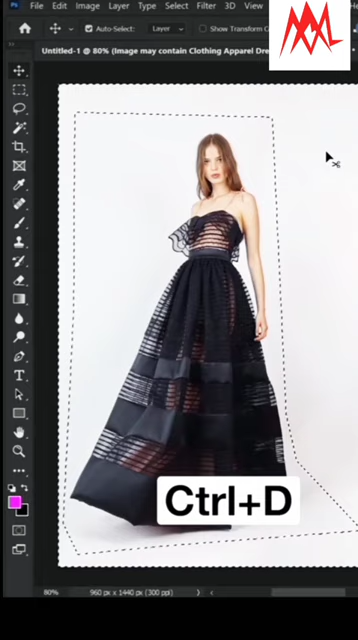 File Edit Image Layer Type Select Filter 3D View
Auto-Select: Layer Show Transform C
Untitled-1 @ 80% (Image may contain Clothing Apparel Dre
Ctrl+D
80% 960 px x 1440 px (300 ppi)